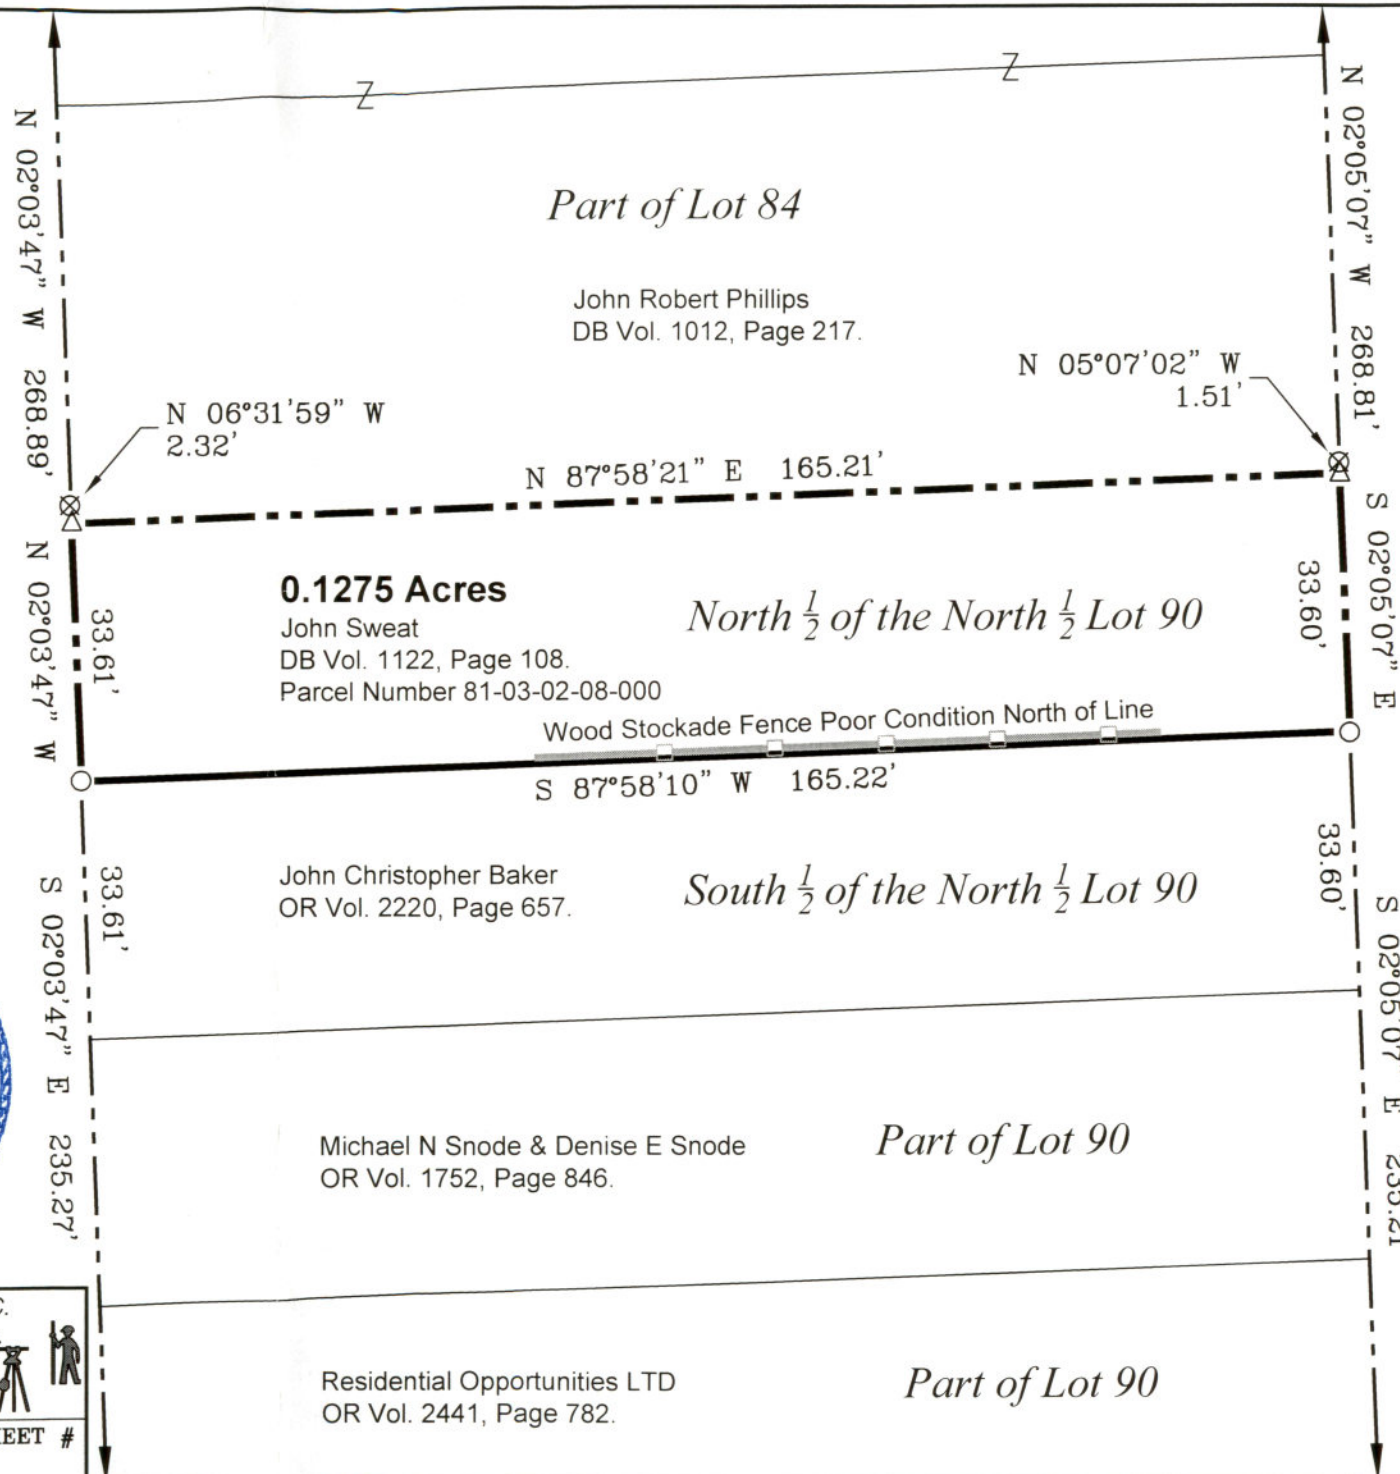 Z
Z
N 02°03'47" W 268.89'
N 02°05'07" W 268.81'
Part of Lot 84
John Robert Phillips
DB Vol. 1012, Page 217.
N 06°31'59" W
2.32'
N 05°07'02" W
1.51'
N 87°58'21" E 165.21'
N 02°03'47" W
33.61'
S 02°05'07" E
33.60'
0.1275 Acres
John Sweat
DB Vol. 1122, Page 108.
Parcel Number 81-03-02-08-000
North 1/2 of the North 1/2 Lot 90
Wood Stockade Fence Poor Condition North of Line
S 87°58'10" W 165.22'
John Christopher Baker
OR Vol. 2220, Page 657.
South 1/2 of the North 1/2 Lot 90
33.61'
33.60'
S 02°03'47" E 235.27'
S 02°05'07" E 235.21
Michael N Snode & Denise E Snode
OR Vol. 1752, Page 846.
Part of Lot 90
Residential Opportunities LTD
OR Vol. 2441, Page 782.
Part of Lot 90
#